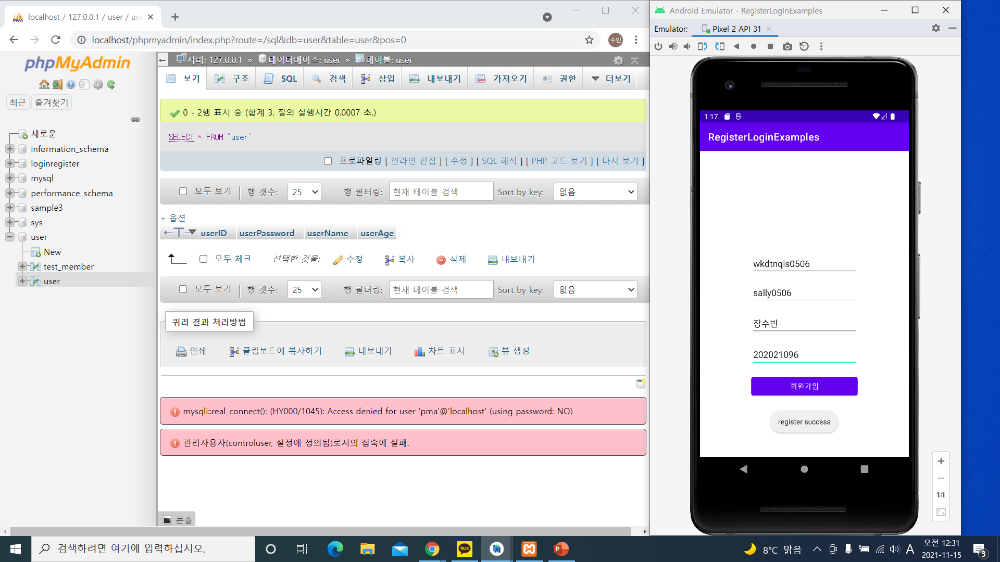 localhost / 127.0.0.1 / user / use
localhost/phpmyadmin/index.php?route=/sql&db=user&table=user&pos=0
수빈
phpMyAdmin
최근
즐겨찾기
새로운
information_schema
loginregister
mysql
performance_schema
sample3
sys
user
New
test_member
user
서버: 127.0.0.1 » 데이터베이스: user » 테이블: user
보기
구조
SQL
검색
삽입
내보내기
가져오기
권한
더보기
0 - 2행 표시 중 (합계 3, 질의 실행시간 0.0007 초.)
SELECT * FROM `user`
프로파일링 [ 인라인 편집 ] [ 수정 ] [ SQL 해석 ] [ PHP 코드 보기 ] [ 다시 보기 ]
모두 보기
행 갯수:
25
행 필터링:
현재 테이블 검색
Sort by key:
없음
+ 옵션
userID
userPassword
userName
userAge
모두 체크
선택한 것을:
수정
복사
삭제
내보내기
모두 보기
행 갯수:
25
행 필터링:
현재 테이블 검색
Sort by key:
없음
쿼리 결과 처리방법
인쇄
클립보드에 복사하기
내보내기
차트 표시
뷰 생성
mysqli::real_connect(): (HY000/1045): Access denied for user 'pma'@'localhost' (using password: NO)
관리사용자(controluser, 설정에 정의됨)로서의 접속에 실패.
콘솔
Android Emulator - RegisterLoginExamples
Emulator:
Pixel 2 API 31
1:17
RegisterLoginExamples
wkdtnqls0506
sally0506
장수빈
202021096
회원가입
register success
1:1
검색하려면 여기에 입력하십시오.
TALK
8°C 맑음
A
오전 12:31
2021-11-15
3